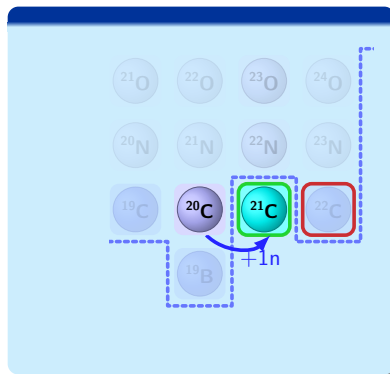 ²¹O ²²O ²³O ²⁴O
²⁰N ²¹N ²²N ²³N
¹⁹C ²⁰C ²¹C ²²C
+1n
¹⁹B